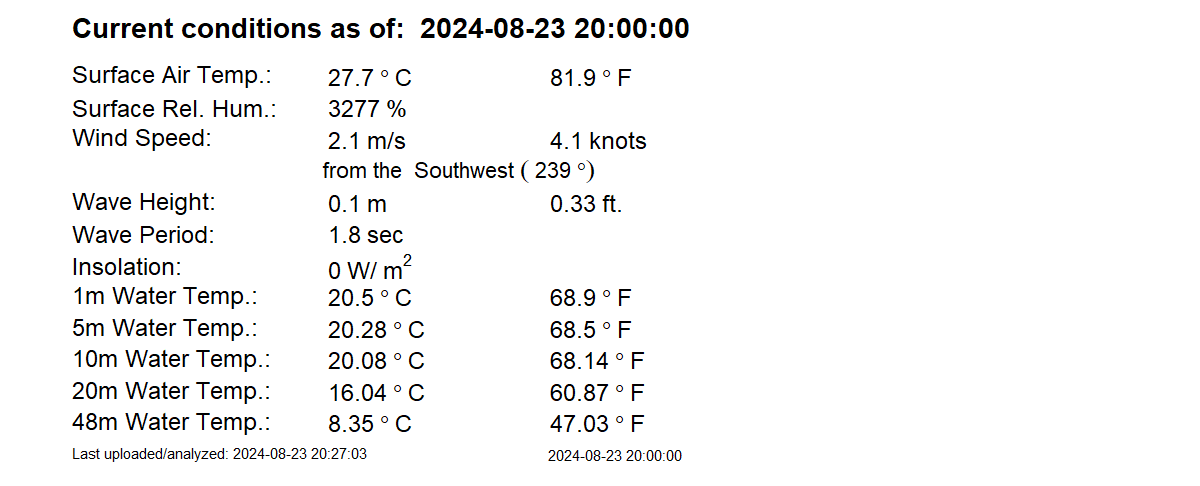 Current conditions as of: 2024-08-23 20:00:00
Surface Air Temp.: 27.7 ° C 81.9 ° F
Surface Rel. Hum.: 3277 %
Wind Speed: 2.1 m/s 4.1 knots
from the Southwest ( 239 °)
Wave Height: 0.1 m 0.33 ft.
Wave Period: 1.8 sec
Insolation: 0 W/ m²
1m Water Temp.: 20.5 ° C 68.9 ° F
5m Water Temp.: 20.28 ° C 68.5 ° F
10m Water Temp.: 20.08 ° C 68.14 ° F
20m Water Temp.: 16.04 ° C 60.87 ° F
48m Water Temp.: 8.35 ° C 47.03 ° F
Last uploaded/analyzed: 2024-08-23 20:27:03 2024-08-23 20:00:00